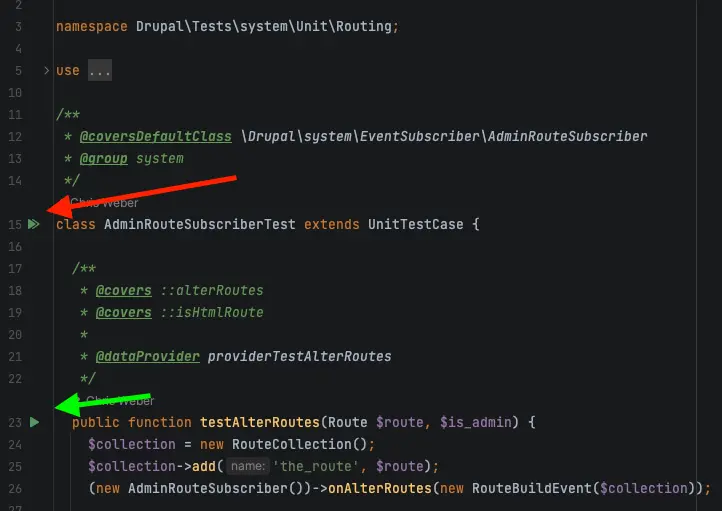 2
3 namespace Drupal\Tests\system\Unit\Routing;
4
5 use ...
10
11 /**
12 * @coversDefaultClass \Drupal\system\EventSubscriber\AdminRouteSubscriber
13 * @group system
14 */
Chris Weber
15 class AdminRouteSubscriberTest extends UnitTestCase {
16
17 /**
18 * @covers ::alterRoutes
19 * @covers ::isHtmlRoute
20 *
21 * @dataProvider providerTestAlterRoutes
22 */
Chris Weber
23 public function testAlterRoutes(Route $route, $is_admin) {
24 $collection = new RouteCollection();
25 $collection->add( name: 'the_route', $route);
26 (new AdminRouteSubscriber())->onAlterRoutes(new RouteBuildEvent($collection));
27